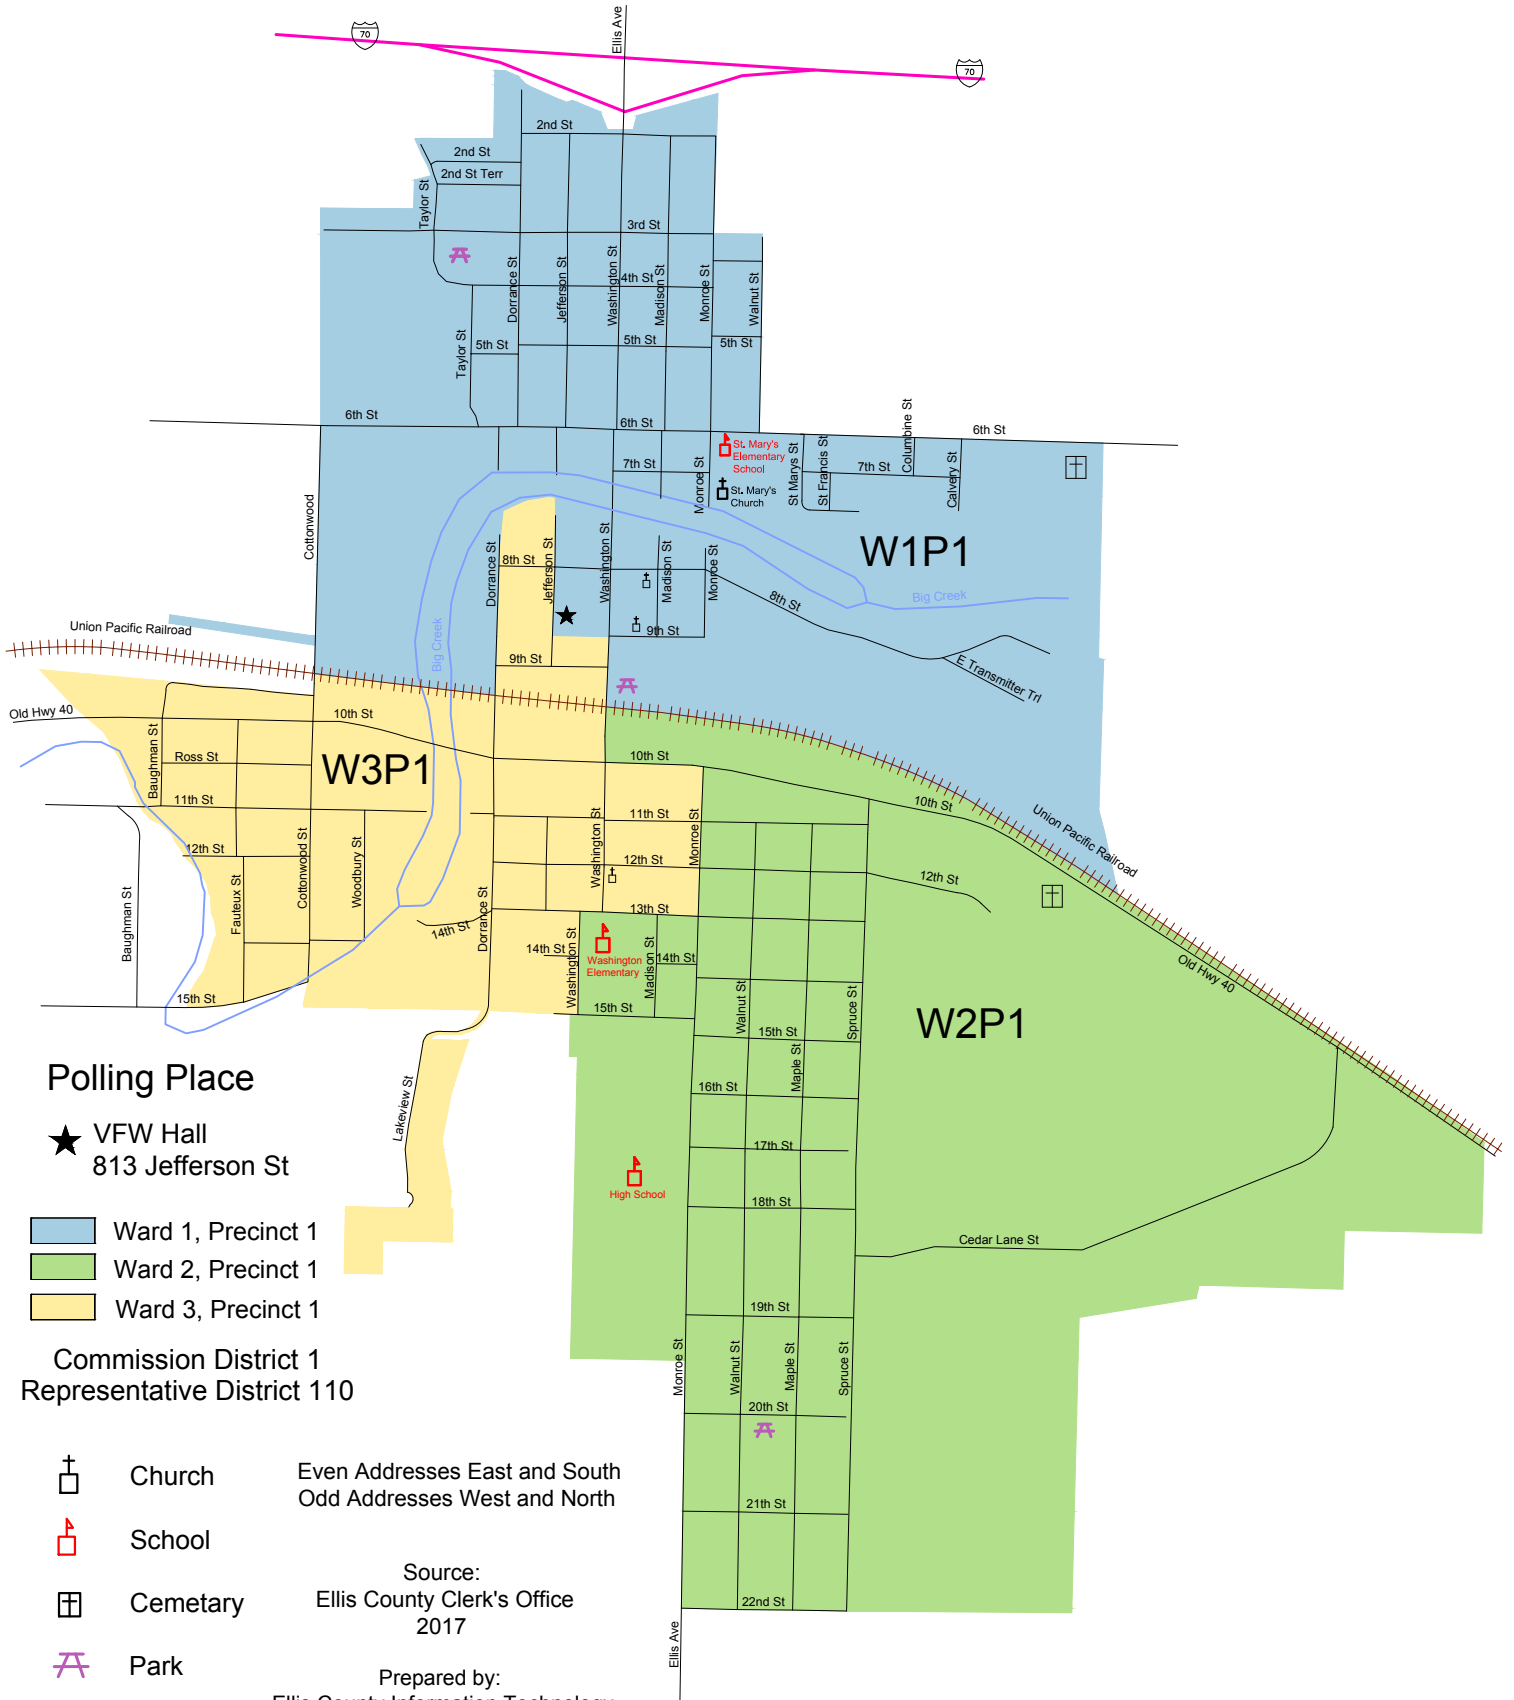 70
Ellis Ave
70
2nd St
2nd St
2nd St Terr
Taylor St
3rd St
Dorrance St
Jefferson St
Washington St
4th St
Madison St
Monroe St
Walnut St
Taylor St
5th St
5th St
5th St
6th St
6th St
6th St
Columbine St
St. Mary's
Elementary
School
7th St
Monroe St
St Marys St
St Francis St
7th St
Calvery St
St. Mary's
Church
Cottonwood
Dorrance St
8th St
Jefferson St
Washington St
Madison St
Monroe St
W1P1
8th St
Big Creek
Union Pacific Railroad
Big Creek
9th St
9th St
E Transmitter Trl
Old Hwy 40
10th St
Baughman St
Ross St
W3P1
10th St
11th St
11th St
10th St
Union Pacific Railroad
Washington St
Monroe St
12th St
Cottonwood St
Woodbury St
12th St
12th St
Baughman St
Fauteux St
14th St
Dorrance St
13th St
14th St
Washington St
Washington
Elementary
Madison St
14th St
Old Hwy 40
15th St
15th St
Walnut St
15th St
Spruce St
W2P1
Maple St
Polling Place
16th St
Lakeview St
VFW Hall
813 Jefferson St
17th St
High School
18th St
Ward 1, Precinct 1
Cedar Lane St
Ward 2, Precinct 1
Ward 3, Precinct 1
19th St
Commission District 1
Representative District 110
Monroe St
Walnut St
Maple St
Spruce St
20th St
Church
Even Addresses East and South
Odd Addresses West and North
21th St
School
Source:
Ellis County Clerk's Office
2017
Cemetary
22nd St
Ellis Ave
Park
Prepared by:
Ellis County Information Technology